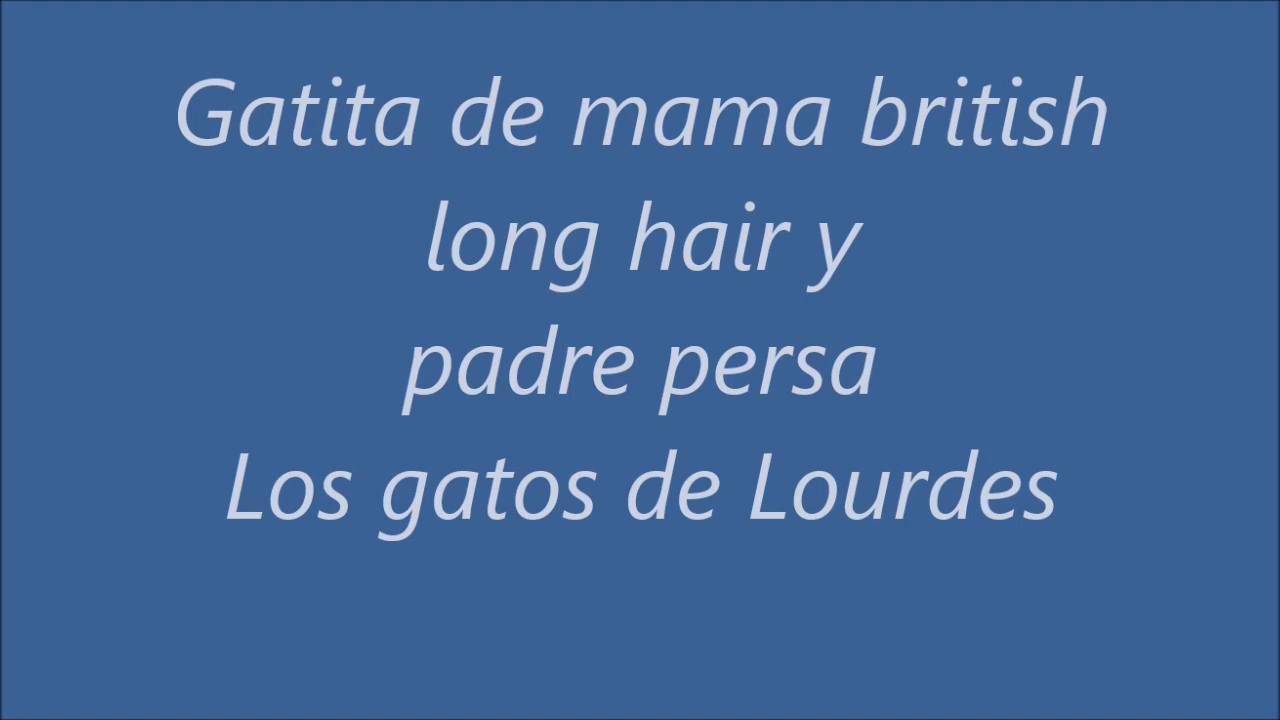 Gatita de mama british
long hair y
padre persa
Los gatos de Lourdes